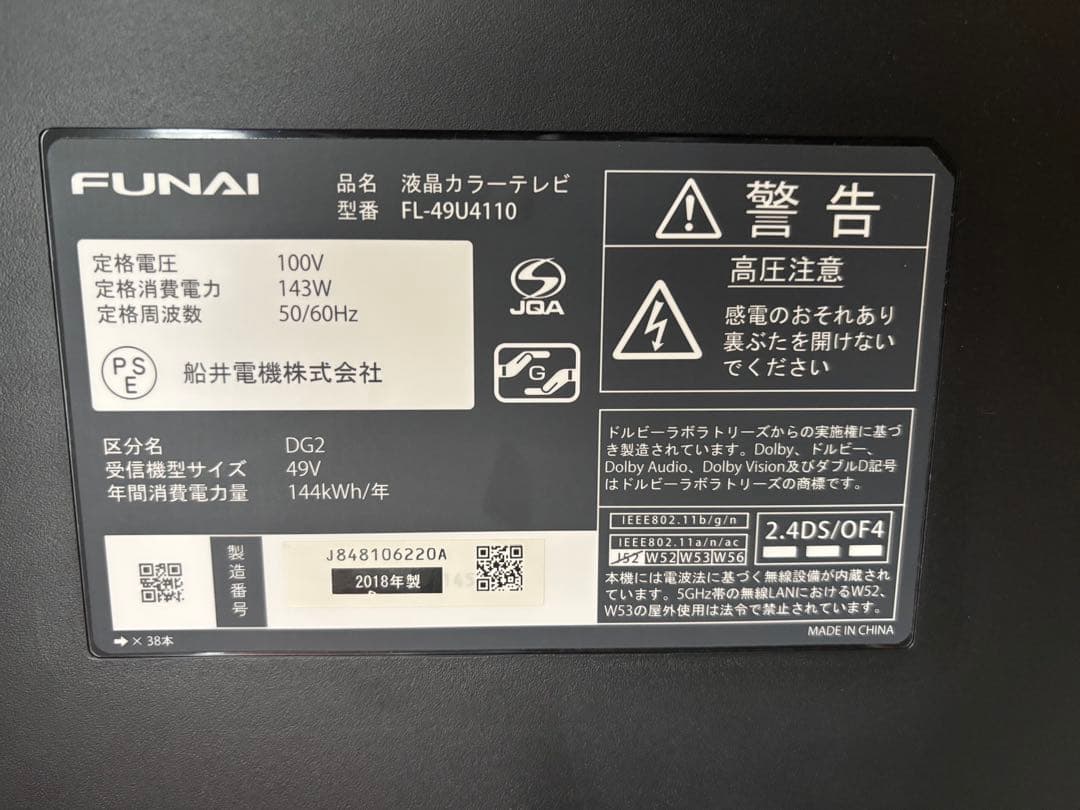 FUNAI
品名 液晶カラーテレビ
型番 FL-49U4110
定格電圧 100V
定格消費電力 143W
定格周波数 50/60Hz
PSE
船井電機株式会社
JQA
G
区分名 DG2
受信機型サイズ 49V
年間消費電力量 144kWh/年
製造番号
J848106220A
2018年製
➡ × 38本
警告
高圧注意
感電のおそれあり
裏ぶたを開けない
でください
ドルビーラボラトリーズからの実施権に基づ
き製造されています。Dolby、ドルビー、
Dolby Audio、Dolby Vision及びダブルD記号
はドルビーラボラトリーズの商標です。
IEEE802.11b/g/n
IEEE802.11a/n/ac
J52 W52 W53 W56
2.4DS/OF4
本機には電波法に基づく無線設備が内蔵され
ています。5GHz帯の無線LANにおけるW52、
W53の屋外使用は法令で禁止されています。
MADE IN CHINA